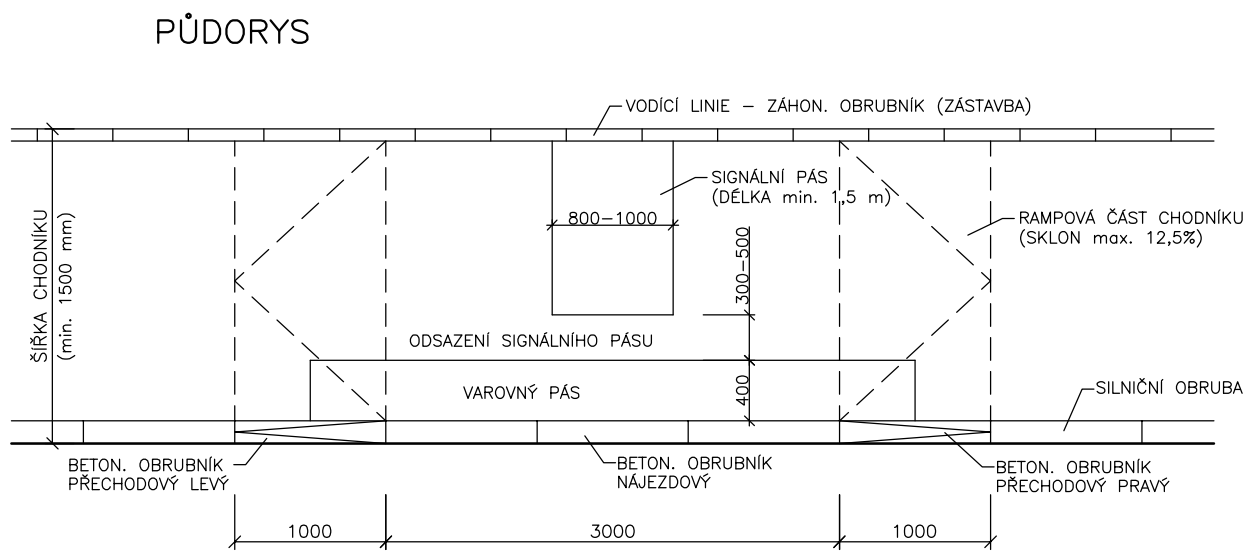 PŮDORYS
VODÍCÍ LINIE – ZÁHON. OBRUBNÍK (ZÁSTAVBA)
SIGNÁLNÍ PÁS
(DÉLKA min. 1,5 m)
800–1000
RAMPOVÁ ČÁST CHODNÍKU
(SKLON max. 12,5%)
ŠÍŘKA CHODNÍKU
(min. 1500 mm)
300–500
ODSAZENÍ SIGNÁLNÍHO PÁSU
VAROVNÝ PÁS
400
SILNIČNÍ OBRUBA
BETON. OBRUBNÍK
PŘECHODOVÝ LEVÝ
BETON. OBRUBNÍK
NÁJEZDOVÝ
BETON. OBRUBNÍK
PŘECHODOVÝ PRAVÝ
1000
3000
1000